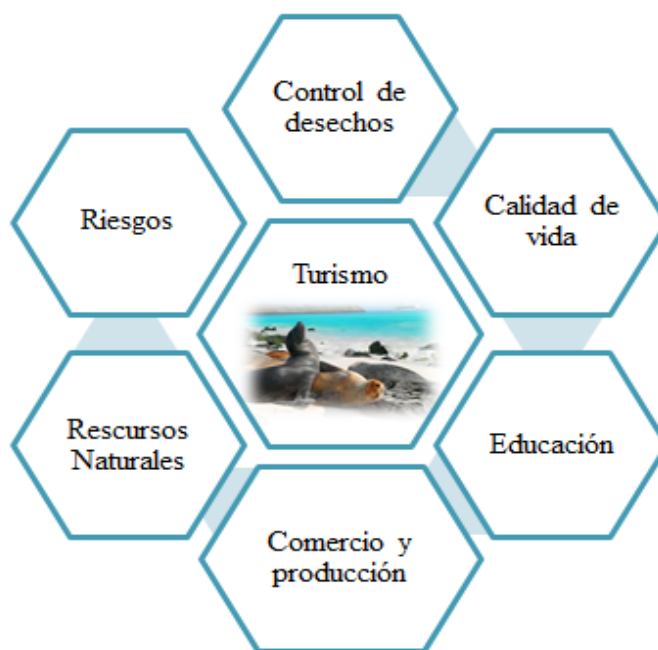 Control de
desechos
Riesgos
Calidad de
vida
Turismo
Rescursos
Naturales
Educación
Comercio y
producción